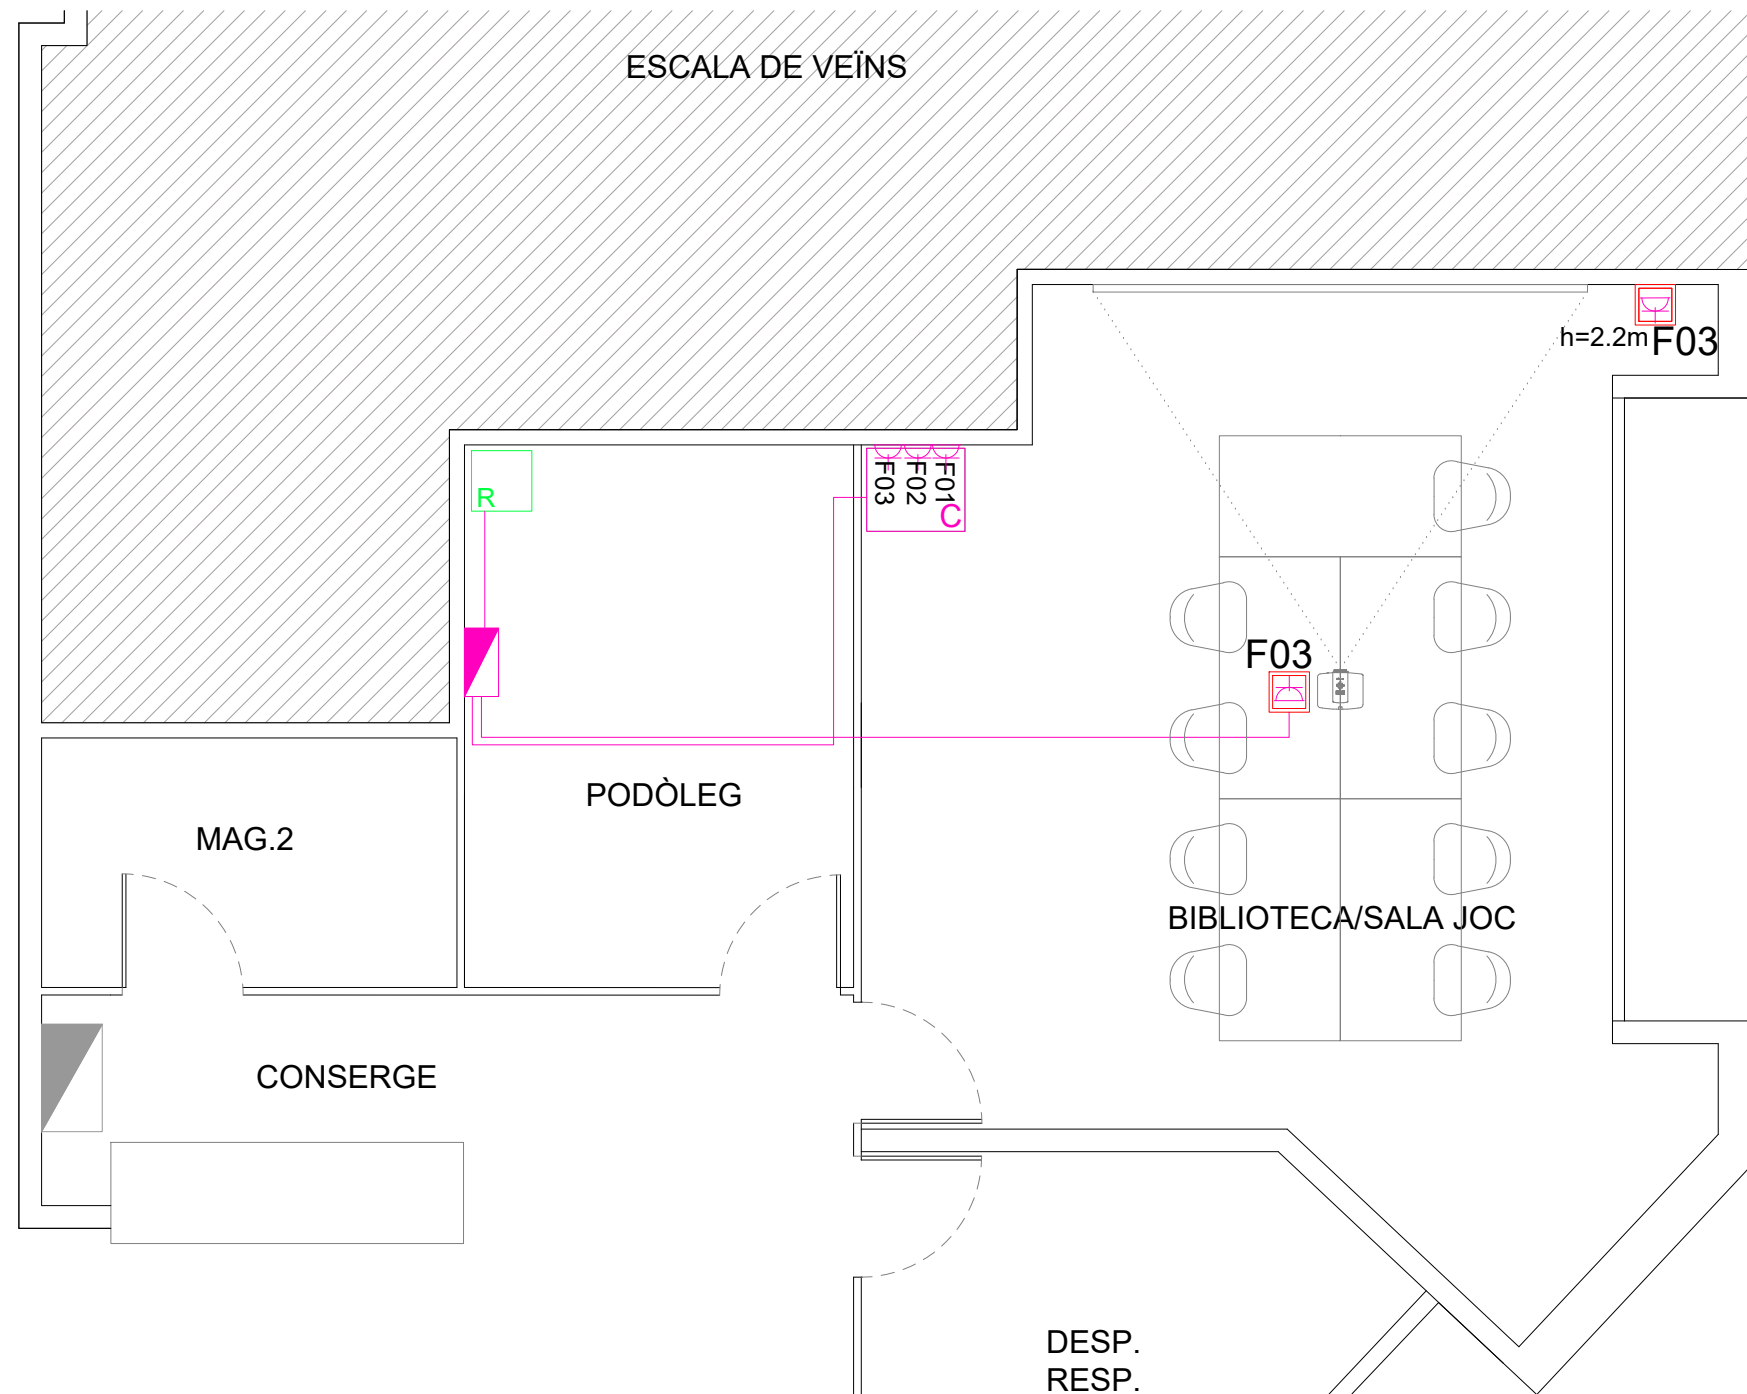 ESCALA DE VEÏNS
h=2.2m
F03
R
F03
F02
F01
C
F03
PODÒLEG
MAG.2
BIBLIOTECA/SALA JOC
CONSERGE
DESP.
RESP.